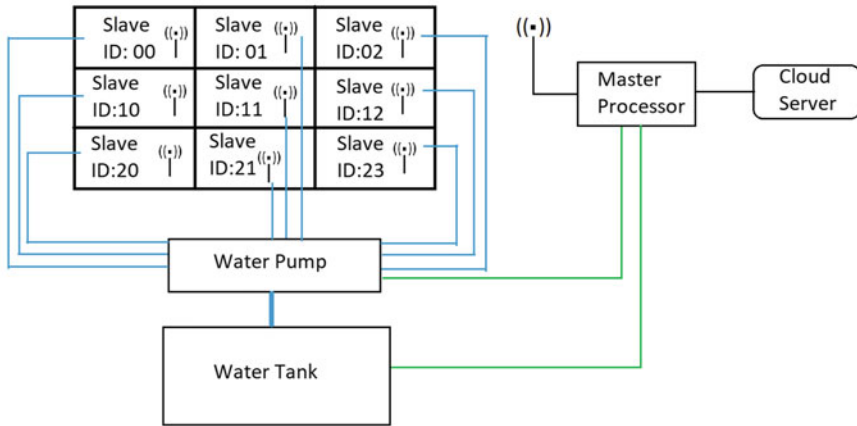 Slave
ID: 00
Slave
ID: 01
Slave
ID:02
Slave
ID:10
Slave
ID:11
Slave
ID:12
Slave
ID:20
Slave
ID:21
Slave
ID:23
((•))
Master
Processor
Cloud
Server
Water Pump
Water Tank